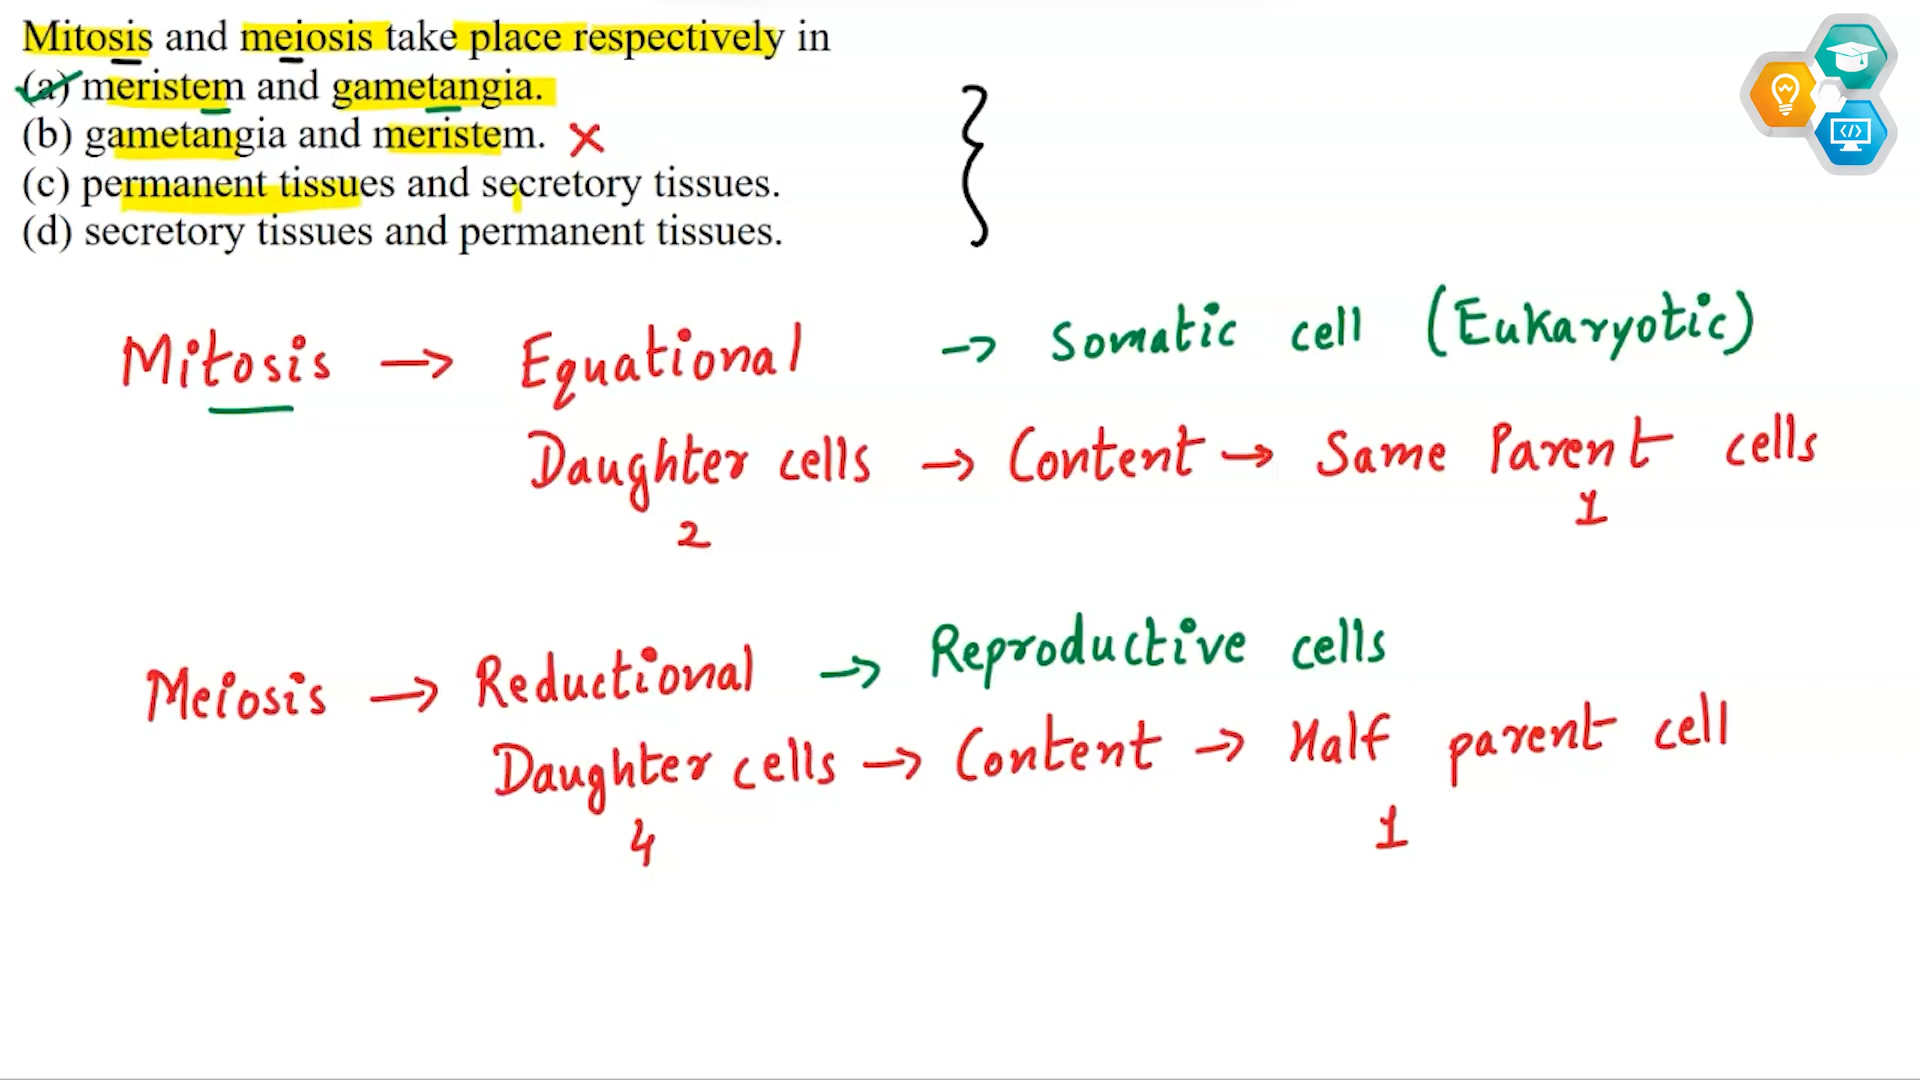 Mitosis and meiosis take place respectively in
(a) meristem and gametangia.
(b) gametangia and meristem. X
(c) permanent tissues and secretory tissues.
(d) secretory tissues and permanent tissues.
Mitosis → Equational → Somatic cell (Eukaryotic)
Daughter cells → Content → Same Parent cells
2 1
Meiosis → Reductional → Reproductive cells
Daughter cells → Content → Half parent cell
4 1